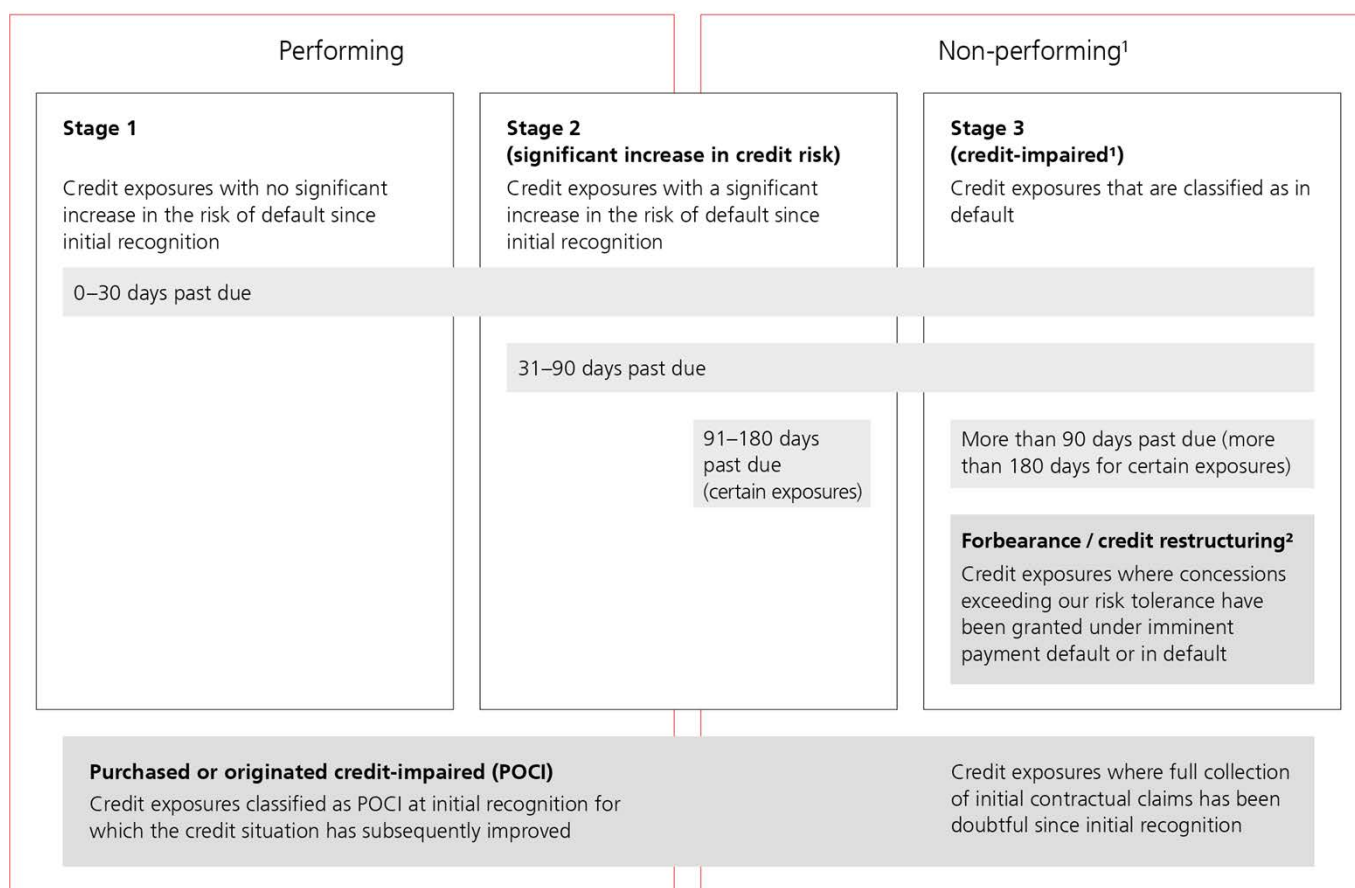 Performing
Non-performing¹
Stage 1
Credit exposures with no significant
increase in the risk of default since
initial recognition
Stage 2
(significant increase in credit risk)
Credit exposures with a significant
increase in the risk of default since
initial recognition
Stage 3
(credit-impaired¹)
Credit exposures that are classified as in
default
0–30 days past due
31–90 days past due
91–180 days
past due
(certain exposures)
More than 90 days past due (more
than 180 days for certain exposures)
Forbearance / credit restructuring²
Credit exposures where concessions
exceeding our risk tolerance have
been granted under imminent
payment default or in default
Purchased or originated credit-impaired (POCI)
Credit exposures classified as POCI at initial recognition for
which the credit situation has subsequently improved
Credit exposures where full collection
of initial contractual claims has been
doubtful since initial recognition